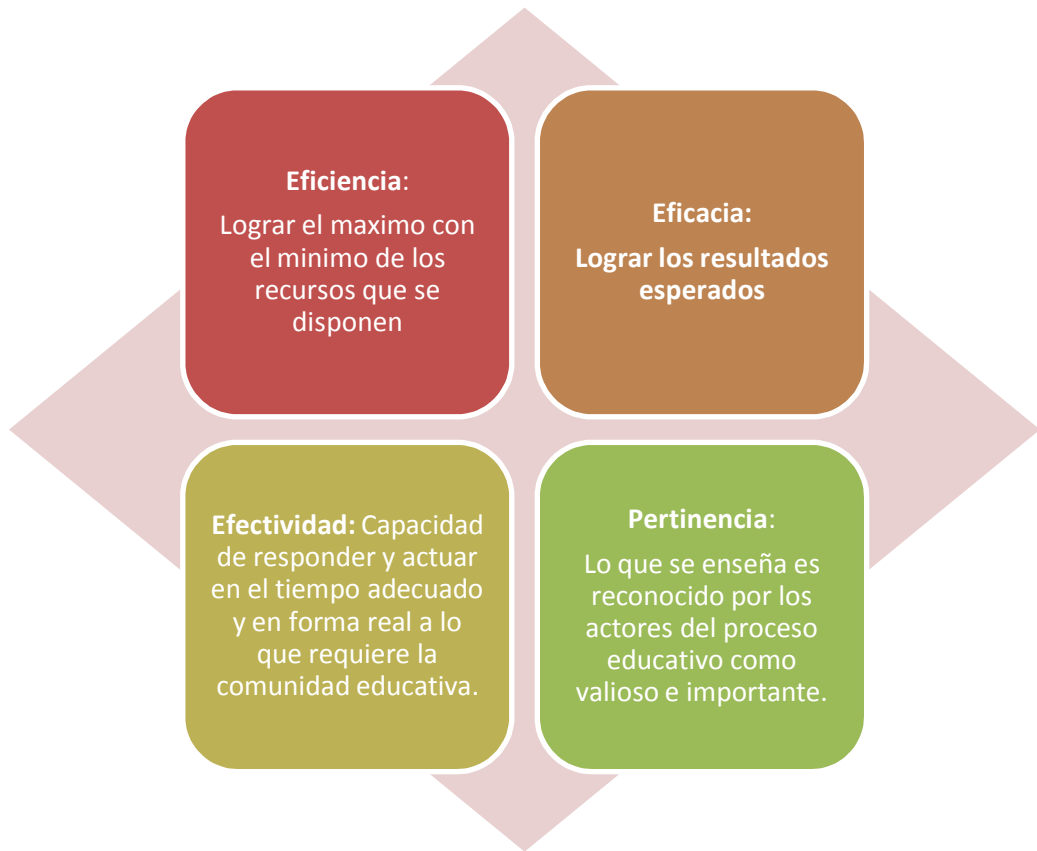 Eficiencia:
Lograr el maximo con
el minimo de los
recursos que se
disponen
Eficacia:
Lograr los resultados
esperados
Efectividad: Capacidad
de responder y actuar
en el tiempo adecuado
y en forma real a lo
que requiere la
comunidad educativa.
Pertinencia:
Lo que se enseña es
reconocido por los
actores del proceso
educativo como
valioso e importante.